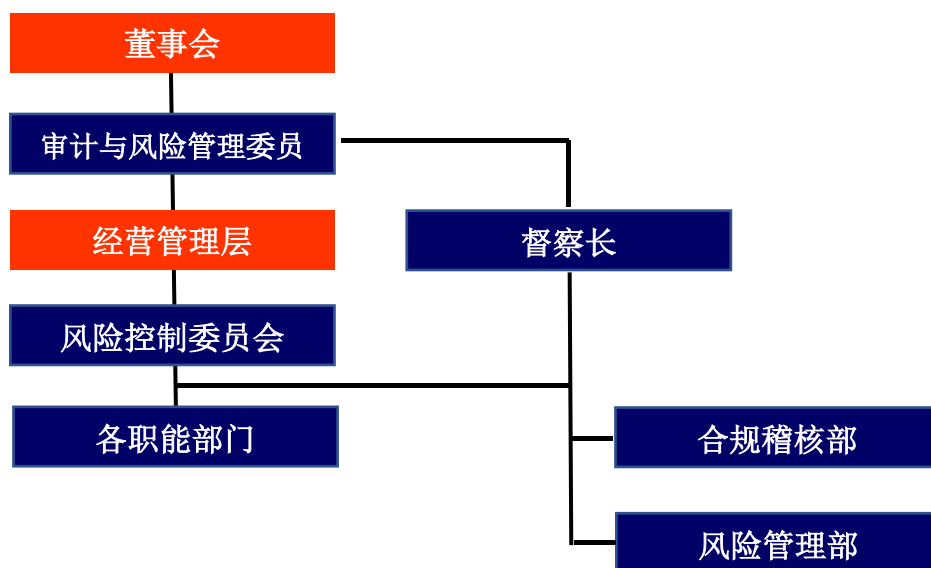 董事会
审计与风险管理委员
经营管理层
督察长
风险控制委员会
各职能部门
合规稽核部
风险管理部